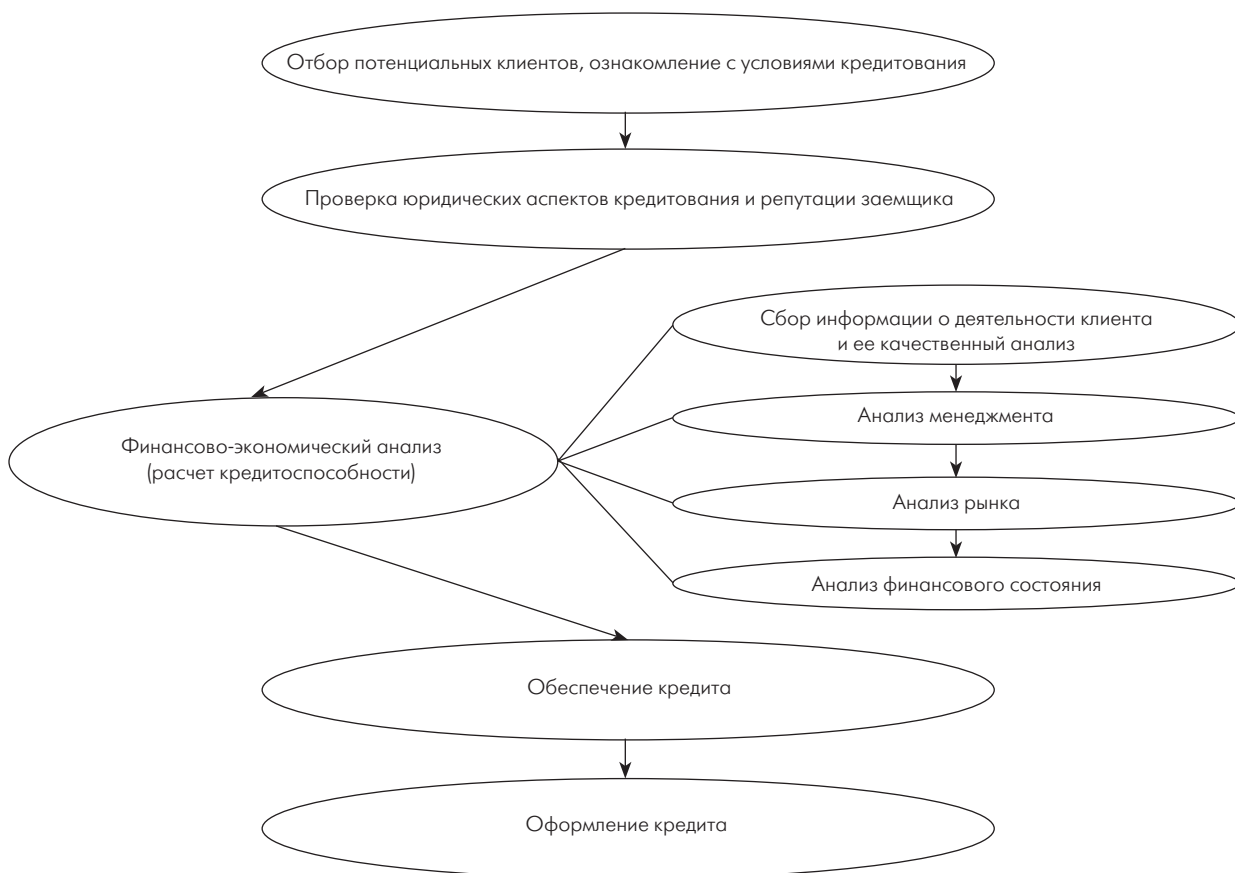 Отбор потенциальных клиентов, ознакомление с условиями кредитования
Проверка юридических аспектов кредитования и репутации заемщика
Финансово-экономический анализ
(расчет кредитоспособности)
Сбор информации о деятельности клиента
и ее качественный анализ
Анализ менеджмента
Анализ рынка
Анализ финансового состояния
Обеспечение кредита
Оформление кредита